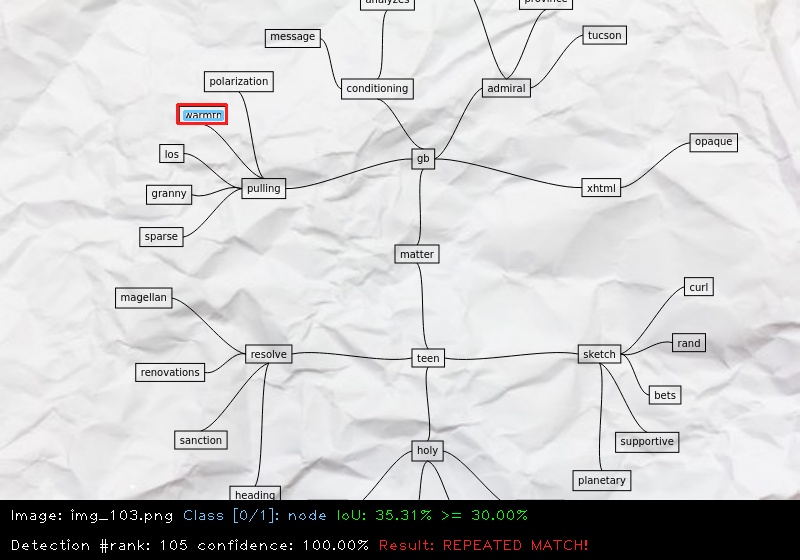 analyzes
province
message
tucson
polarization
conditioning
admiral
los
gb
opaque
granny
pulling
xhtml
sparse
matter
magellan
curl
resolve
teen
sketch
rand
renovations
bets
sanction
supportive
holy
planetary
heading
Image: img_103.png Class [0/1]: node IoU: 35.31% >= 30.00%
Detection #rank: 105 confidence: 100.00% Result: REPEATED MATCH!